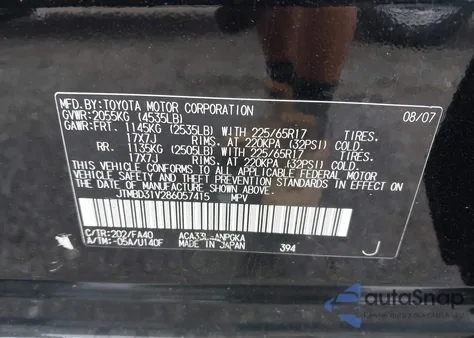 MFD.BY:TOYOTA MOTOR CORPORATION 08/07
GVWR:2055KG (4535LB)
GAWR:FRT. 1145KG (2535LB) WITH 225/65R17 TIRES.
17X7J RIMS. AT 220KPA (32PSI) COLD.
RR. 1135KG (2505LB) WITH 225/65R17 TIRES.
17X7J RIMS. AT 220KPA (32PSI) COLD.
THIS VEHICLE CONFORMS TO ALL APPLICABLE FEDERAL MOTOR
VEHICLE SAFETY AND THEFT PREVENTION STANDARDS IN
EFFECT ON THE DATE OF MANUFACTURE SHOWN ABOVE.
JTMBD31V286057415 MPV
C/TR:202/FA40 ACA33L-ANPGKA
A/TM:-05A/U140F MADE IN JAPAN 394 J
autoSnap